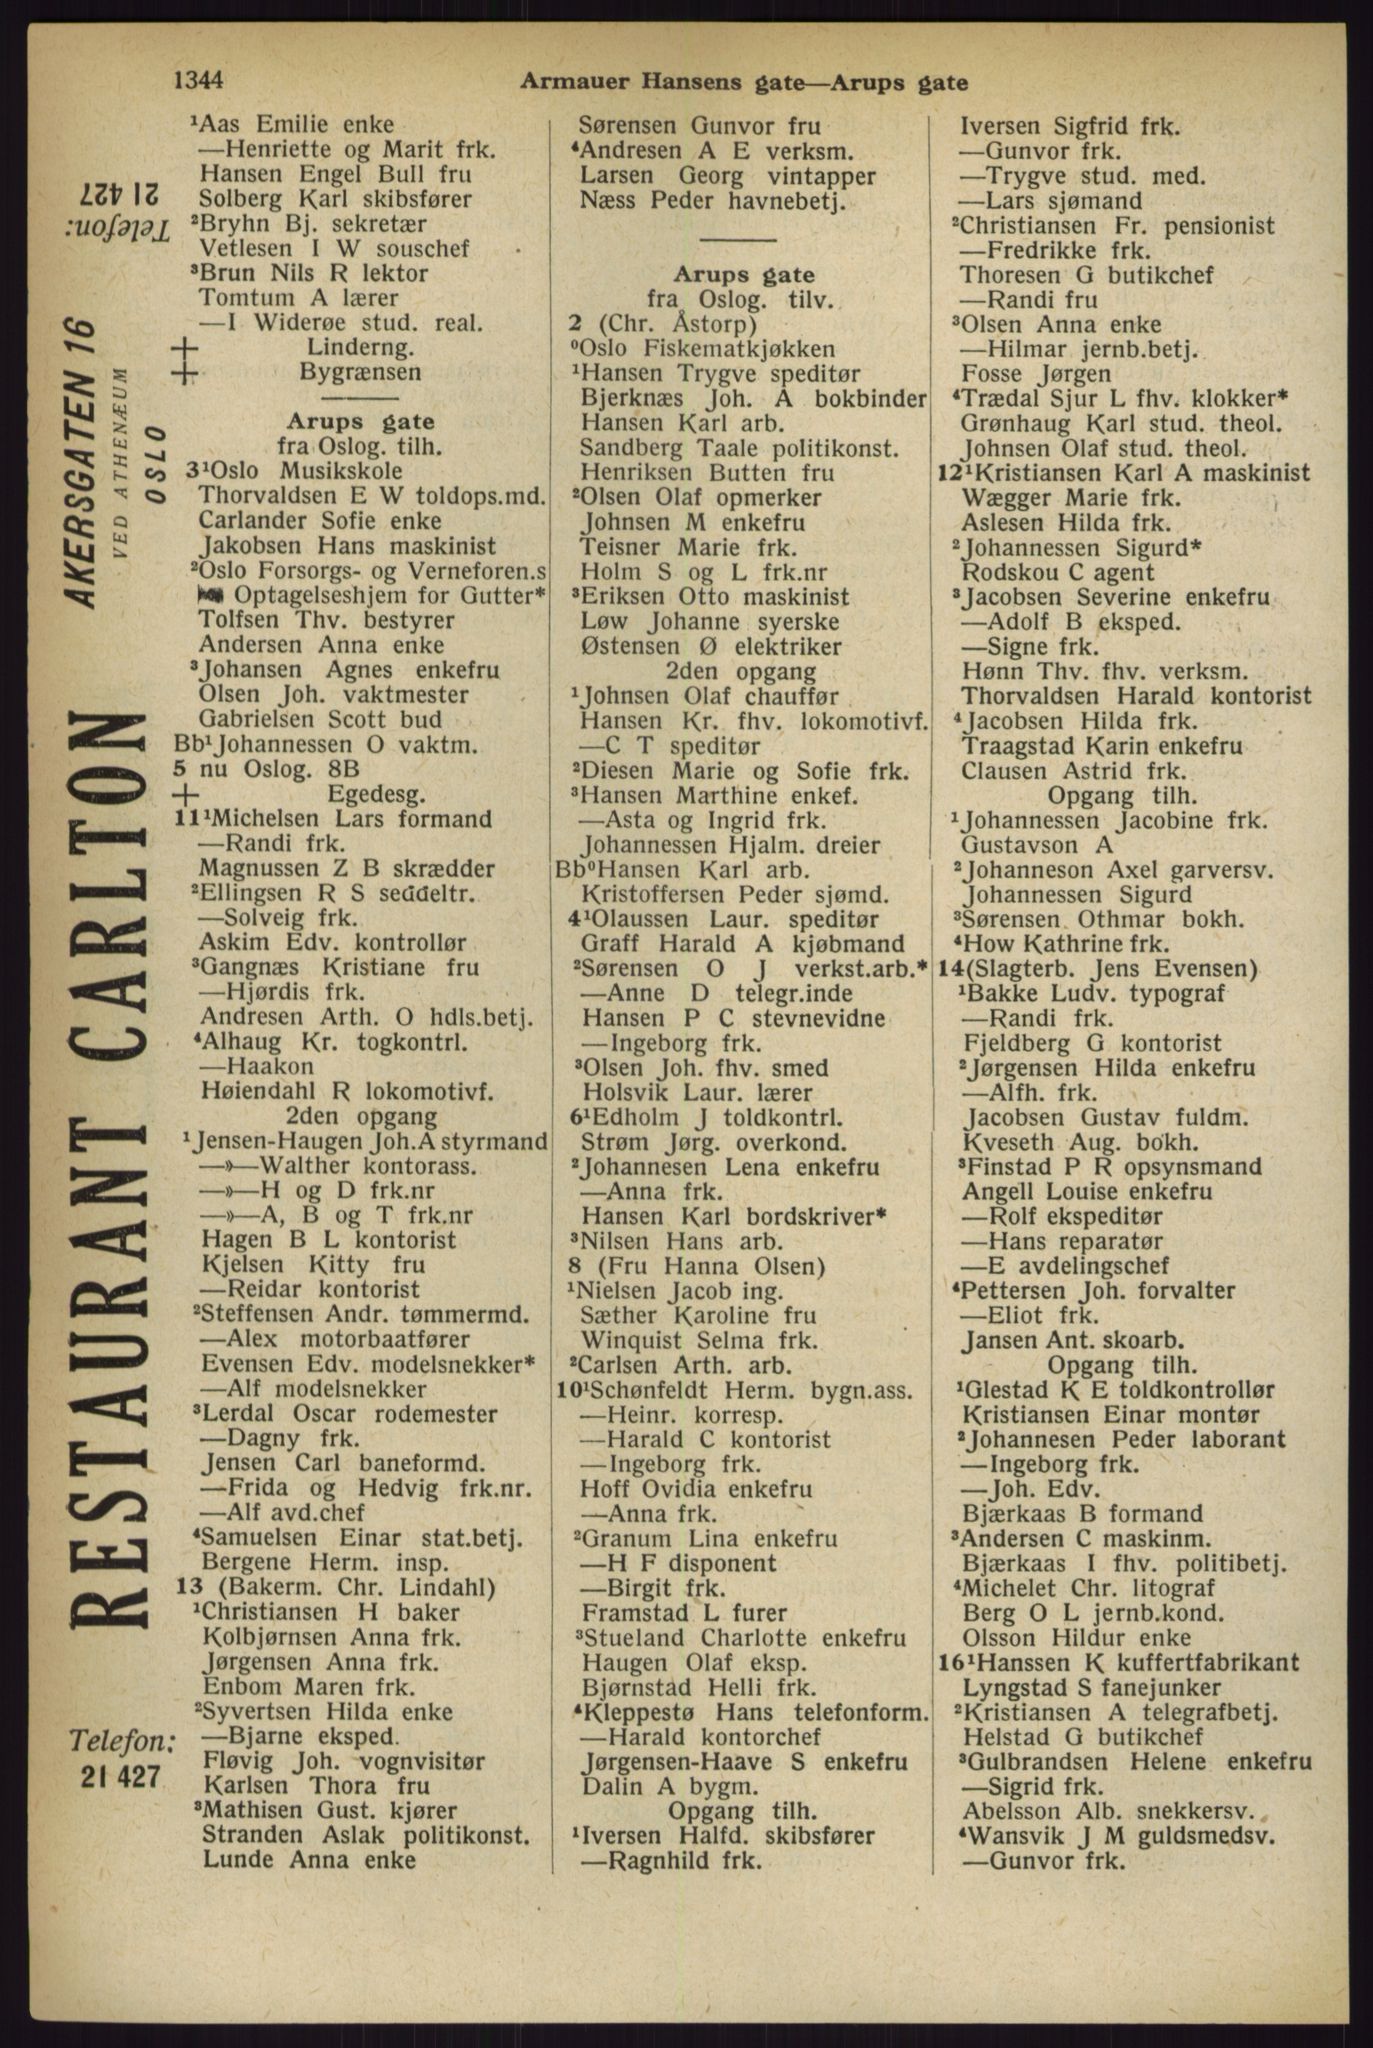 1344 Armauer Hansens gate—Arups gate
¹Aas Emilie enke
—Henriette og Marit frk.
Hansen Engel Bull fru
Solberg Karl skibsfører
²Bryhn Bj. sekretær
Vetlesen I W souschef
³Brun Nils R lektor
Tomtum A lærer
—I Widerøe stud. real.
+ Linderng.
+ Bygrænsen
Arups gate
fra Oslog. tilh.
3¹Oslo Musikskole
Thorvaldsen E W toldops.md.
Carlander Sofie enke
Jakobsen Hans maskinist
²Oslo Forsorgs- og Verneforen.s
Optagelseshjem for Gutter*
Tolfsen Thv. bestyrer
Andersen Anna enke
³Johansen Agnes enkefru
Olsen Joh. vaktmester
Gabrielsen Scott bud
Bb¹Johannessen O vaktm.
5 nu Oslog. 8B
+ Egedesg.
11¹Michelsen Lars formand
—Randi frk.
Magnussen Z B skrædder
²Ellingsen R S seddeltr.
—Solveig frk.
Askim Edv. kontrollør
³Gangnæs Kristiane fru
—Hjørdis frk.
Andresen Arth. O hdls.betj.
⁴Alhaug Kr. togkontrl.
—Haakon
Høiendahl R lokomotivf.
2den opgang
¹Jensen-Haugen Joh.A styrmand
—»—Walther kontorass.
—»—H og D frk.nr
—»—A, B og T frk.nr
Hagen B L kontorist
Kjelsen Kitty fru
—Reidar kontorist
²Steffensen Andr. tømmermd.
—Alex motorbaatfører
Evensen Edv. modelsnekker*
—Alf modelsnekker
³Lerdal Oscar rodemester
—Dagny frk.
Jensen Carl baneformd.
—Frida og Hedvig frk.nr.
—Alf avd.chef
⁴Samuelsen Einar stat.betj.
Bergene Herm. insp.
13 (Bakerm. Chr. Lindahl)
¹Christiansen H baker
Kolbjørnsen Anna frk.
Jørgensen Anna frk.
Enbom Maren frk.
²Syvertsen Hilda enke
—Bjarne eksped.
Fløvig Joh. vognvisitør
Karlsen Thora fru
³Mathisen Gust. kjører
Stranden Aslak politikonst.
Lunde Anna enke
Sørensen Gunvor fru
⁴Andresen A E verksm.
Larsen Georg vintapper
Næss Peder havnebetj.
Arups gate
fra Oslog. tilv.
2 (Chr. Åstorp)
⁰Oslo Fiskematkjøkken
¹Hansen Trygve speditør
Bjerknæs Joh. A bokbinder
Hansen Karl arb.
Sandberg Taale politikonst.
Henriksen Butten fru
²Olsen Olaf opmerker
Johnsen M enkefru
Teisner Marie frk.
Holm S og L frk.nr
³Eriksen Otto maskinist
Løw Johanne syerske
Østensen Ø elektriker
2den opgang
¹Johnsen Olaf chauffør
Hansen Kr. fhv. lokomotivf.
—C T speditør
²Diesen Marie og Sofie frk.
³Hansen Marthine enkef.
—Asta og Ingrid frk.
Johannessen Hjalm. dreier
Bb⁰Hansen Karl arb.
Kristoffersen Peder sjømd.
4¹Olaussen Laur. speditør
Graff Harald A kjøbmand
²Sørensen O J verkst.arb.*
—Anne D telegr.inde
Hansen P C stevnevidne
—Ingeborg frk.
³Olsen Joh. fhv. smed
Holsvik Laur. lærer
6¹Edholm J toldkontrl.
Strøm Jørg. overkond.
²Johannesen Lena enkefru
—Anna frk.
Hansen Karl bordskriver*
³Nilsen Hans arb.
8 (Fru Hanna Olsen)
¹Nielsen Jacob ing.
Sæther Karoline fru
Winquist Selma frk.
²Carlsen Arth. arb.
10¹Schønfeldt Herm. bygn.ass.
—Heinr. korresp.
—Harald C kontorist
—Ingeborg frk.
Hoff Ovidia enkefru
—Anna frk.
²Granum Lina enkefru
—H F disponent
—Birgit frk.
Framstad L furer
³Stueland Charlotte enkefru
Haugen Olaf eksp.
Bjørnstad Helli frk.
⁴Kleppestø Hans telefonform.
—Harald kontorchef
Jørgensen-Haave S enkefru
Dalin A bygm.
Opgang tilh.
¹Iversen Halfd. skibsfører
—Ragnhild frk.
Iversen Sigfrid frk.
—Gunvor frk.
—Trygve stud. med.
—Lars sjømand
²Christiansen Fr. pensionist
—Fredrikke frk.
Thoresen G butikchef
—Randi fru
³Olsen Anna enke
—Hilmar jernb.betj.
Fosse Jørgen
⁴Trædal Sjur L fhv. klokker*
Grønhaug Karl stud. theol.
Johnsen Olaf stud. theol.
12¹Kristiansen Karl A maskinist
Wægger Marie frk.
Aslesen Hilda frk.
²Johannessen Sigurd*
Rodskou C agent
³Jacobsen Severine enkefru
—Adolf B eksped.
—Signe frk.
Hønn Thv. fhv. verksm.
Thorvaldsen Harald kontorist
⁴Jacobsen Hilda frk.
Traagstad Karin enkefru
Clausen Astrid frk.
Opgang tilh.
¹Johannessen Jacobine frk.
Gustavson A
²Johanneson Axel garversv.
Johannessen Sigurd
³Sørensen Othmar bokh.
⁴How Kathrine frk.
14(Slagterb. Jens Evensen)
¹Bakke Ludv. typograf
—Randi frk.
Fjeldberg G kontorist
²Jørgensen Hilda enkefru
—Alfh. frk.
Jacobsen Gustav fuldm.
Kveseth Aug. bokh.
³Finstad P R opsynsmand
Angell Louise enkefru
—Rolf ekspeditør
—Hans reparatør
—E avdelingschef
⁴Pettersen Joh. forvalter
—Eliot frk.
Jansen Ant. skoarb.
Opgang tilh.
¹Glestad K E toldkontrollør
Kristiansen Einar montør
²Johannesen Peder laborant
—Ingeborg frk.
—Joh. Edv.
Bjærkaas B formand
³Andersen C maskinm.
Bjærkaas I fhv. politibetj.
⁴Michelet Chr. litograf
Berg O L jernb.kond.
Olsson Hildur enke
16¹Hanssen K kuffertfabrikant
Lyngstad S fanejunker
²Kristiansen A telegrafbetj.
Helstad G butikchef
³Gulbrandsen Helene enkefru
—Sigrid frk.
Abelsson Alb. snekkersv.
⁴Wansvik J M guldsmedsv.
—Gunvor frk.
Telefon:
21 427
RESTAURANT CARLTON
AKERSGATEN 16
VED ATHENÆUM
OSLO
Telefon:
21 427